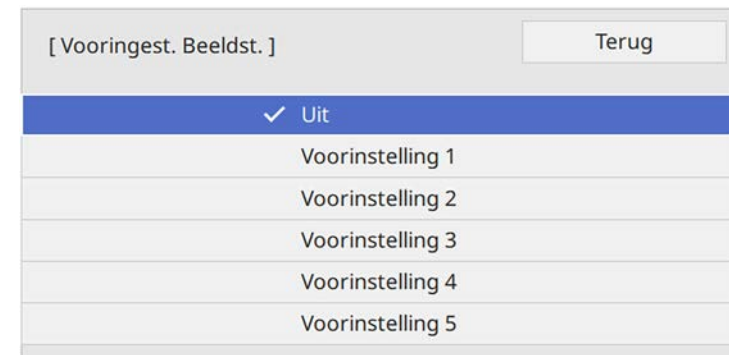 [ Vooringest. Beeldst. ]
Terug
✓ Uit
Voorinstelling 1
Voorinstelling 2
Voorinstelling 3
Voorinstelling 4
Voorinstelling 5